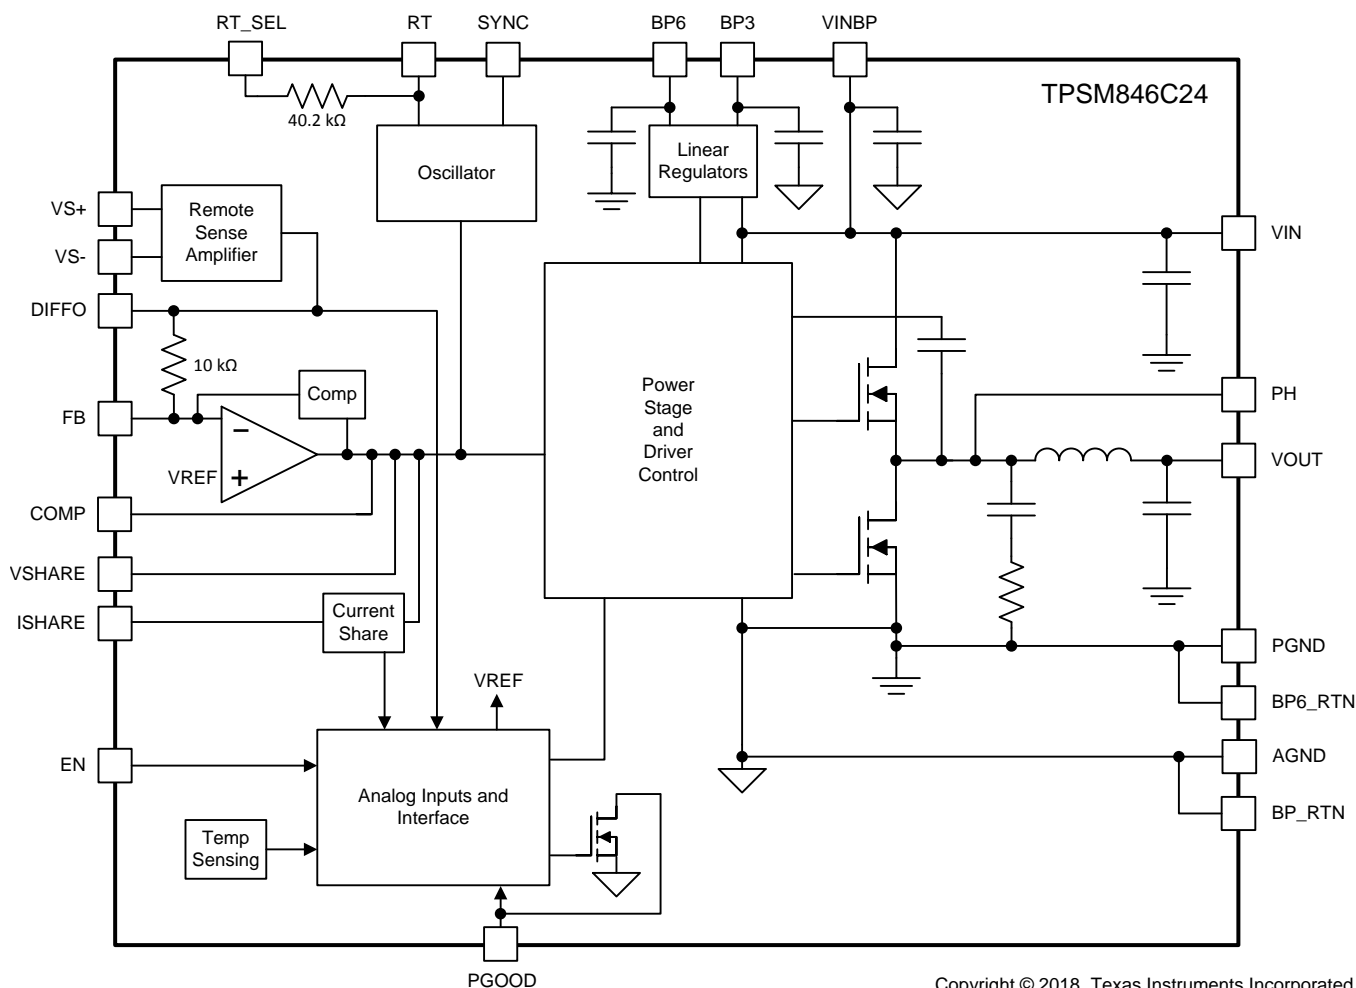 RT_SEL
RT
SYNC
BP6
BP3
VINBP
TPSM846C24
40.2 kΩ
Oscillator
Linear
Regulators
VS+
VS-
Remote
Sense
Amplifier
VIN
DIFFO
10 kΩ
Comp
FB
VREF
Power
Stage
and
Driver
Control
PH
VOUT
COMP
VSHARE
ISHARE
Current
Share
PGND
VREF
BP6_RTN
EN
AGND
Analog Inputs and
Interface
BP_RTN
Temp
Sensing
PGOOD
Copyright © 2018, Texas Instruments Incorporated